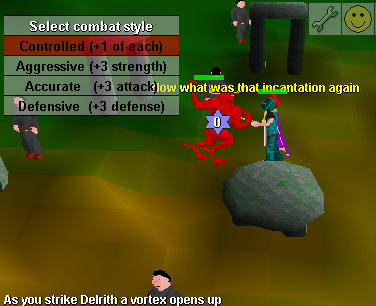 Select combat style
Controlled (+1 of each)
Aggressive (+3 strength)
Accurate (+3 attack)
Defensive (+3 defense)
Now what was that incantation again
0
As you strike Delrith a vortex opens up